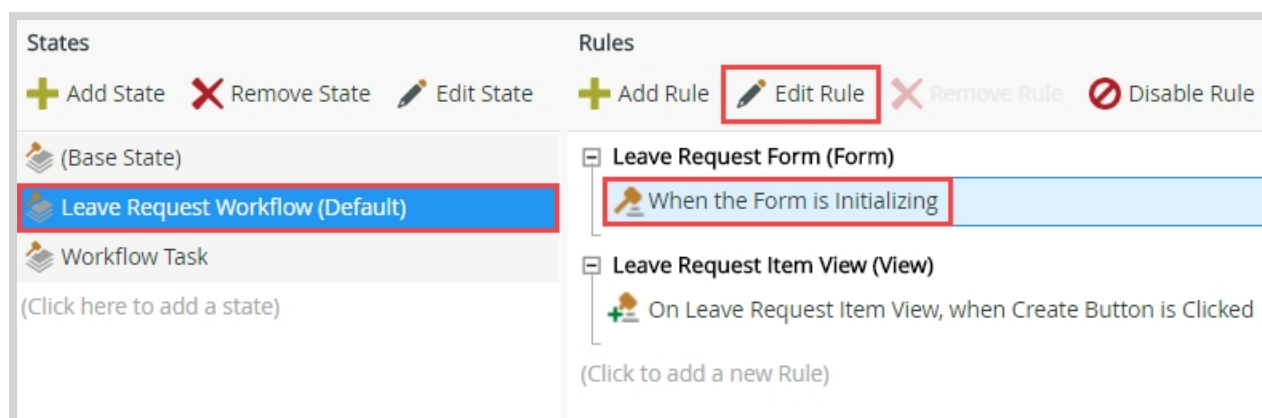 States
Add State Remove State Edit State
(Base State)
Leave Request Workflow (Default)
Workflow Task
(Click here to add a state)
Rules
Add Rule Edit Rule Remove Rule Disable Rule
Leave Request Form (Form)
When the Form is Initializing
Leave Request Item View (View)
On Leave Request Item View, when Create Button is Clicked
(Click to add a new Rule)